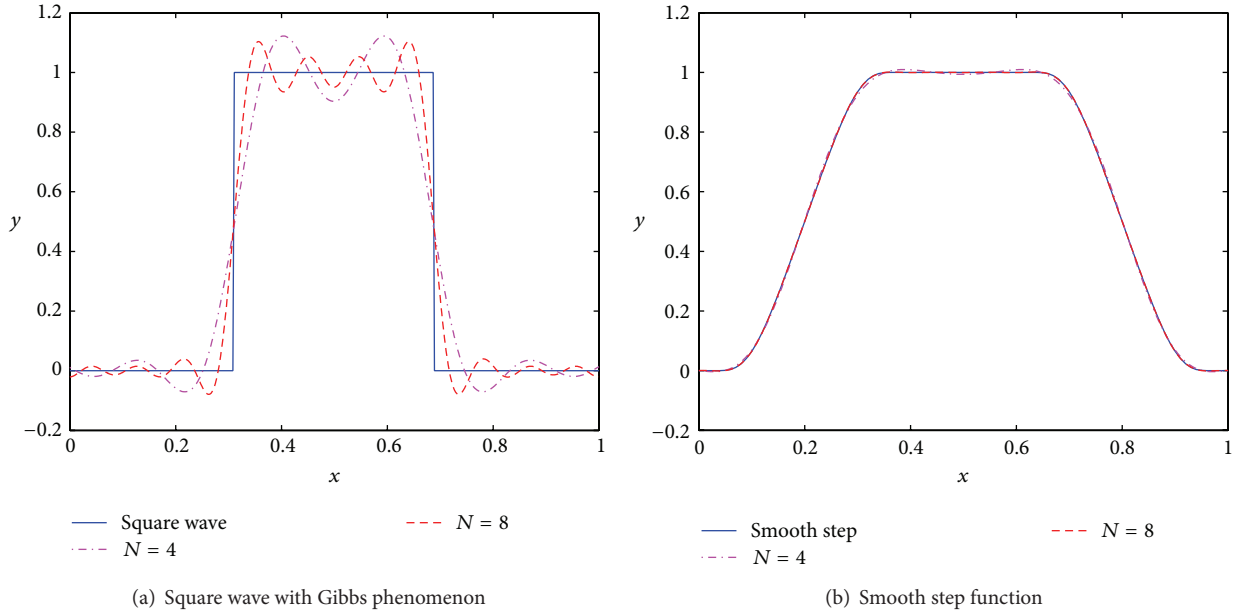 1.2
1
0.8
0.6
y
0.4
0.2
0
−0.2
0 0.2 0.4 0.6 0.8 1
x
Square wave
N = 4
N = 8
(a) Square wave with Gibbs phenomenon
1.2
1
0.8
0.6
y
0.4
0.2
0
−0.2
0 0.2 0.4 0.6 0.8 1
x
Smooth step
N = 4
N = 8
(b) Smooth step function